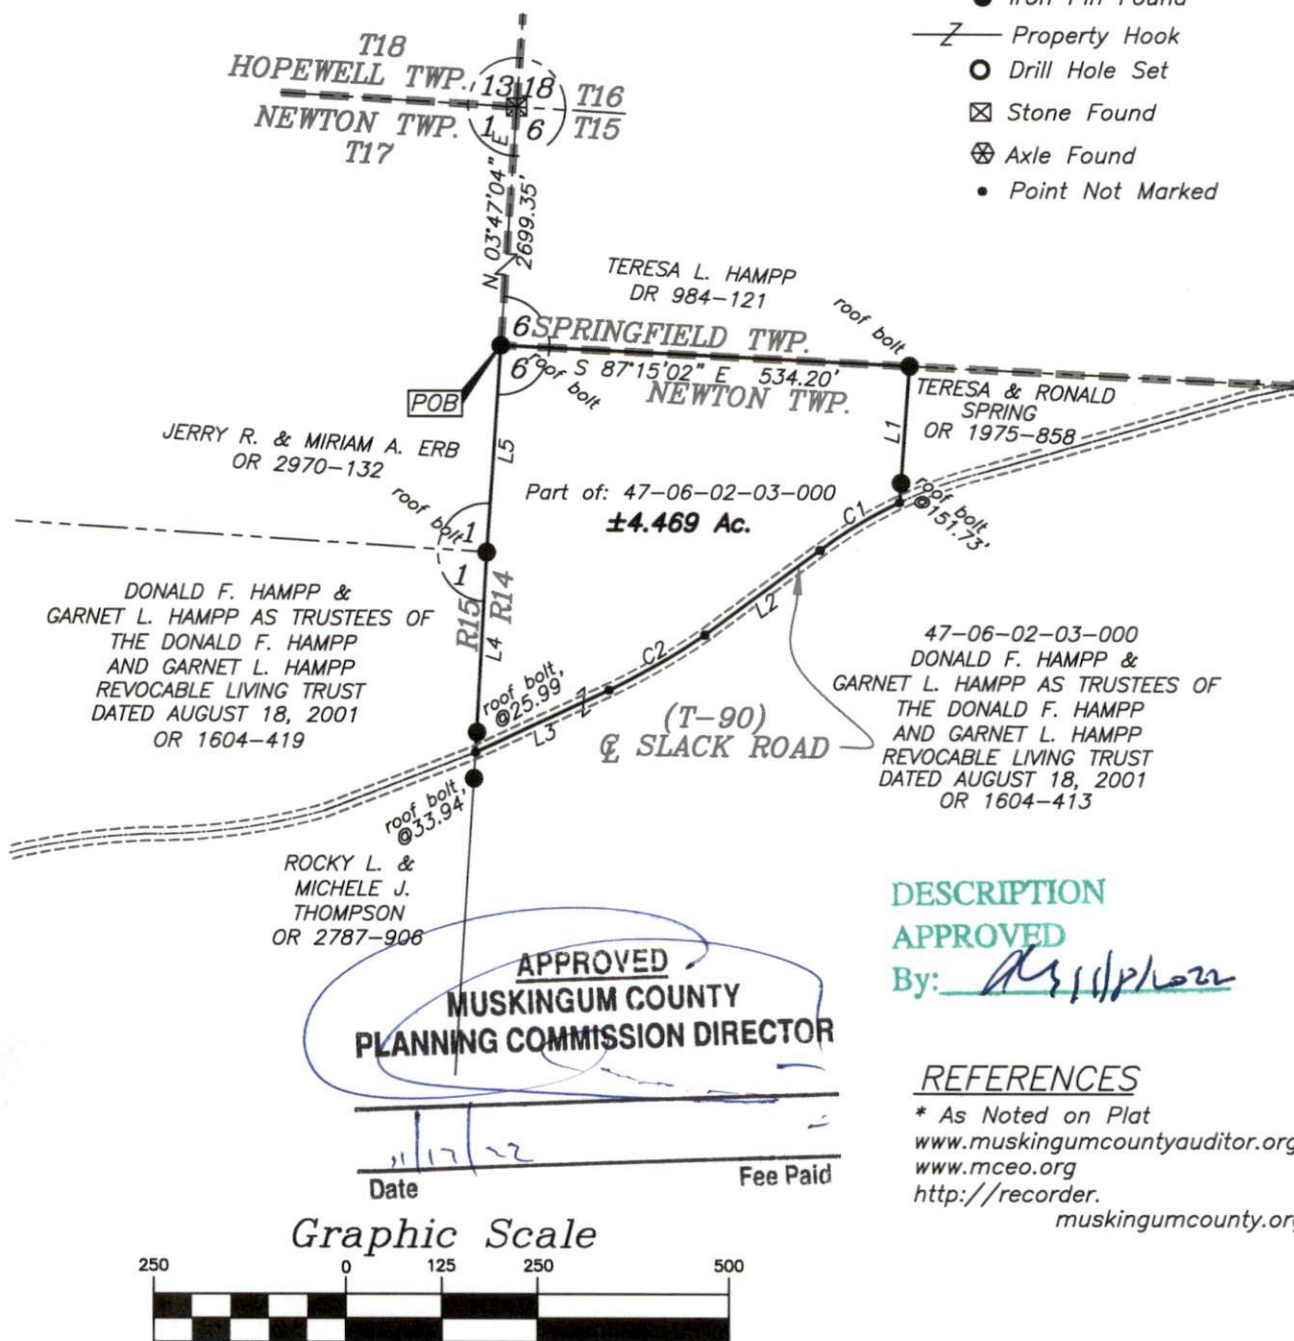 Iron Pin Found
Z Property Hook
Drill Hole Set
Stone Found
Axle Found
Point Not Marked
T18
HOPEWELL TWP.
13 18
T16
NEWTON TWP.
1 6
T15
T17
N 03°47'04" E
2699.35'
TERESA L. HAMPP
DR 984-121
roof bolt
6 SPRINGFIELD TWP.
6
roof bolt
S 87°15'02" E 534.20'
NEWTON TWP.
POB
TERESA & RONALD
SPRING
OR 1975-858
JERRY R. & MIRIAM A. ERB
OR 2970-132
L5
L1
roof bolt
Part of: 47-06-02-03-000
±4.469 Ac.
roof bolt
@151.73'
C1
1
1
R15
R14
L4
L2
C2
DONALD F. HAMPP &
GARNET L. HAMPP AS TRUSTEES OF
THE DONALD F. HAMPP
AND GARNET L. HAMPP
REVOCABLE LIVING TRUST
DATED AUGUST 18, 2001
OR 1604-419
roof bolt,
@25.99'
L3
Z
(T-90)
℄ SLACK ROAD
47-06-02-03-000
DONALD F. HAMPP &
GARNET L. HAMPP AS TRUSTEES OF
THE DONALD F. HAMPP
AND GARNET L. HAMPP
REVOCABLE LIVING TRUST
DATED AUGUST 18, 2001
OR 1604-413
roof bolt,
@33.94'
ROCKY L. &
MICHELE J.
THOMPSON
OR 2787-906
DESCRIPTION
APPROVED
By:
APPROVED
MUSKINGUM COUNTY
PLANNING COMMISSION DIRECTOR
Date
Fee Paid
REFERENCES
* As Noted on Plat
www.muskingumcountyauditor.org
www.mceo.org
http://recorder.
muskingumcounty.org
Graphic Scale
250 0 125 250 500